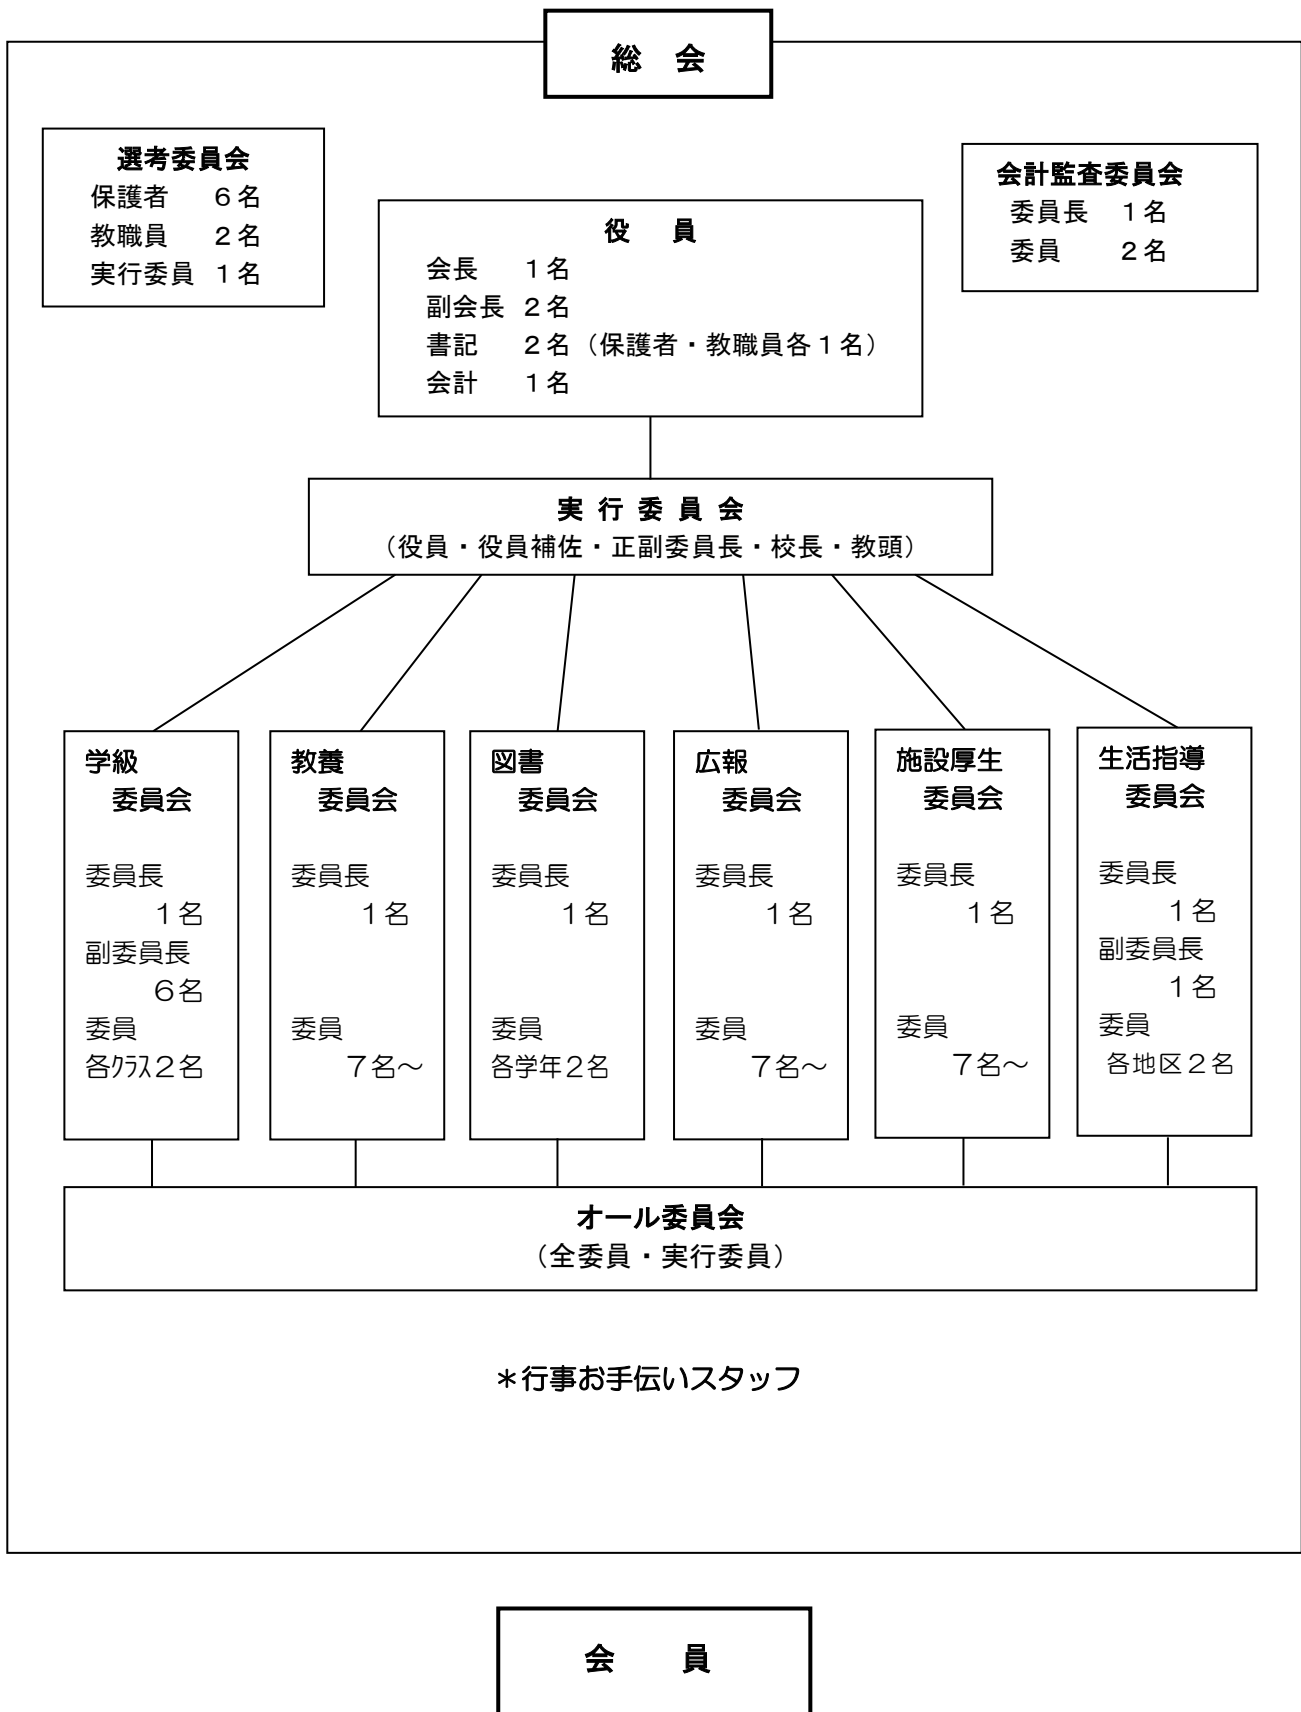 総　会
選考委員会
保護者　　６名
教職員　　２名
実行委員　１名
会計監査委員会
委員長　１名
委員　　２名
役　員
会長　　１名
副会長　２名
書記　　２名（保護者・教職員各１名）
会計　　１名
実 行 委 員 会
（役員・役員補佐・正副委員長・校長・教頭）
学級
委員会
委員長
１名
副委員長
６名
委員
各ｸﾗｽ２名
教養
委員会
委員長
１名
委員
７名～
図書
委員会
委員長
１名
委員
各学年２名
広報
委員会
委員長
１名
委員
７名～
施設厚生
委員会
委員長
１名
委員
７名～
生活指導
委員会
委員長
１名
副委員長
１名
委員
各地区２名
オール委員会
（全委員・実行委員）
＊行事お手伝いスタッフ
会　員